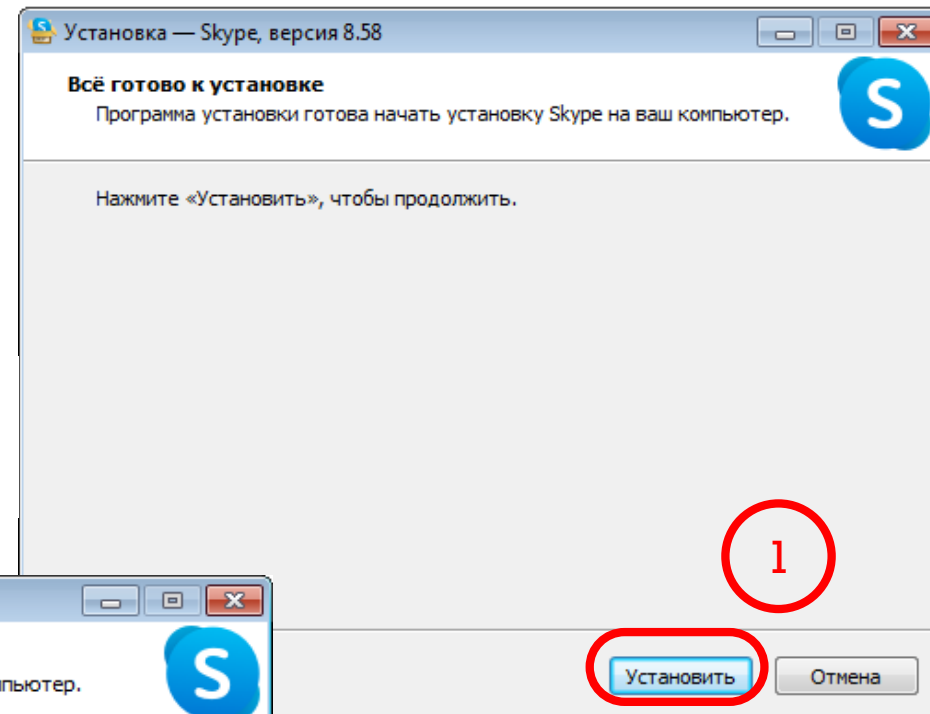 Установка — Skype, версия 8.58
Всё готово к установке
Программа установки готова начать установку Skype на ваш компьютер.
S
Нажмите «Установить», чтобы продолжить.
1
Установить
Отмена
S